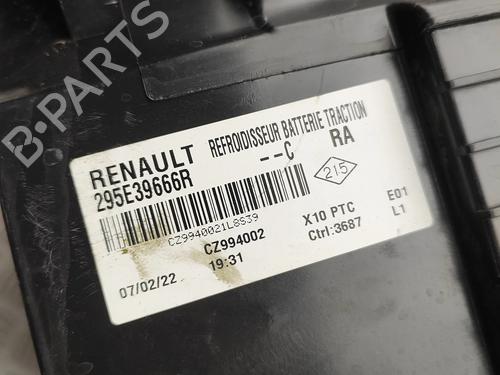 B-PARTS
RENAULT REFROIDISSEUR BATTERIE TRACTION
295E39666R --C RA
215
CZ9940021L8S39
CZ994002 X10 PTC E01
07/02/22 19:31 Ctrl:3687 L1